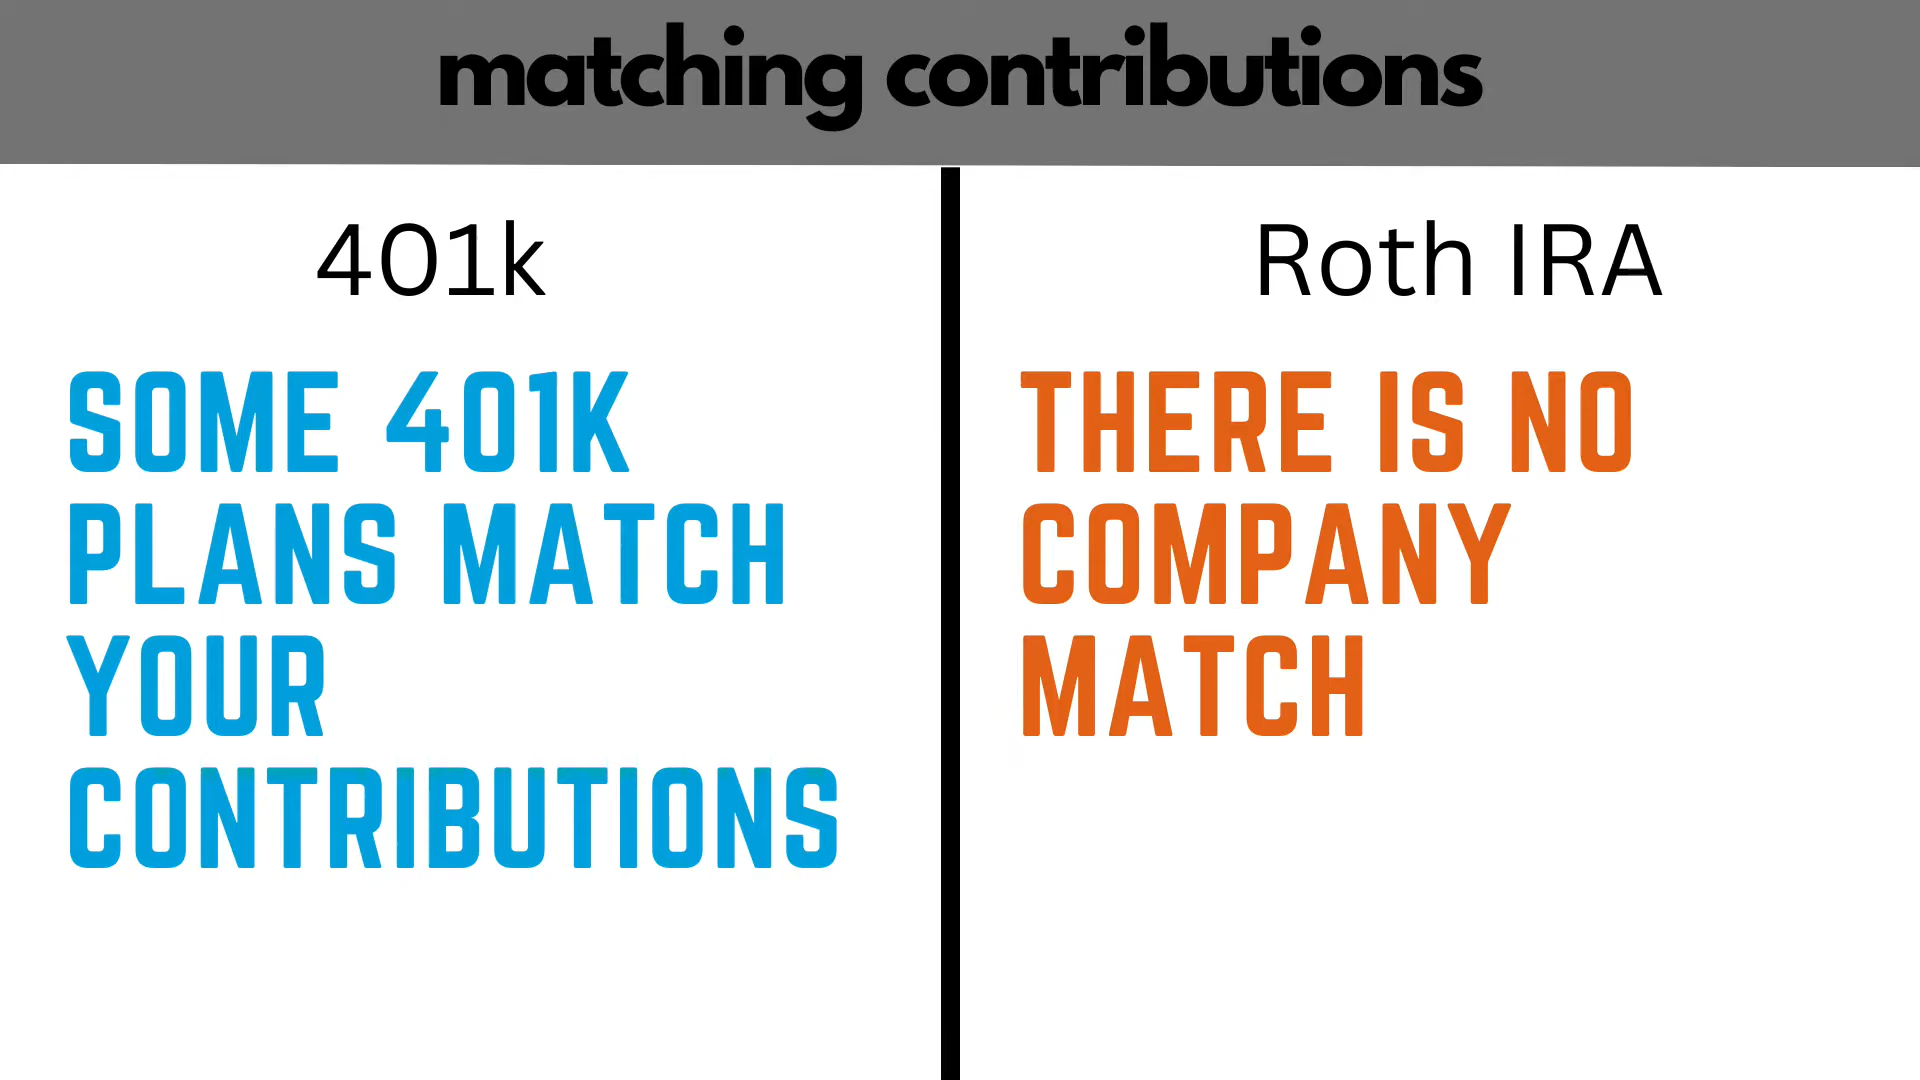 matching contributions
401k
SOME 401K
PLANS MATCH
YOUR
CONTRIBUTIONS
Roth IRA
THERE IS NO
COMPANY
MATCH